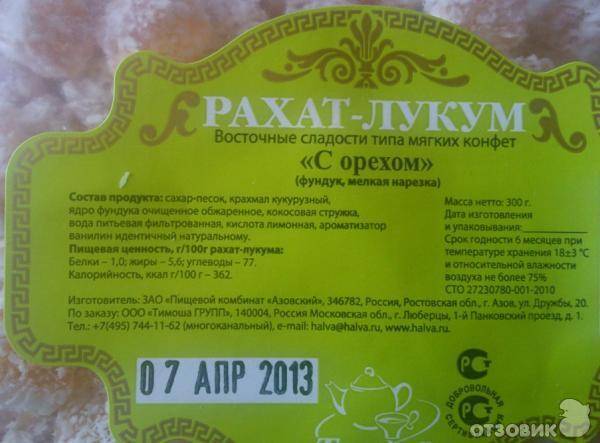 РАХАТ-ЛУКУМ
Восточные сладости типа мягких конфет
«С орехом»
(фундук, мелкая нарезка)
Состав продукта: сахар-песок, крахмал кукурузный,
ядро фундука очищенное обжаренное, кокосовая стружка,
вода питьевая фильтрованная, кислота лимонная, ароматизатор
ванилин идентичный натуральному.
Пищевая ценность, г/100г рахат-лукума:
Белки – 1,0; жиры – 5,6; углеводы – 77.
Калорийность, ккал г/100 г – 362.
Масса нетто: 300 г.
Дата изготовления
и упаковывания:
Срок годности 6 месяцев при
температуре хранения 18±3 °С
и относительной влажности
воздуха не более 75%
СТО 27230780-001-2010
Изготовитель: ЗАО «Пищевой комбинат «Азовский», 346782, Россия, Ростовская обл., г. Азов, ул. Дружбы, 20.
По заказу: ООО «Тимоша ГРУПП», 140004, Россия Московская обл., г. Люберцы, 1-й Панковский проезд, д. 1.
Тел.: +7(495) 744-11-62 (многоканальный), e-mail: halva@halva.ru, www.halva.ru
07 АПР 2013
ДОБРОВОЛЬНАЯ
ОТЗОВИК